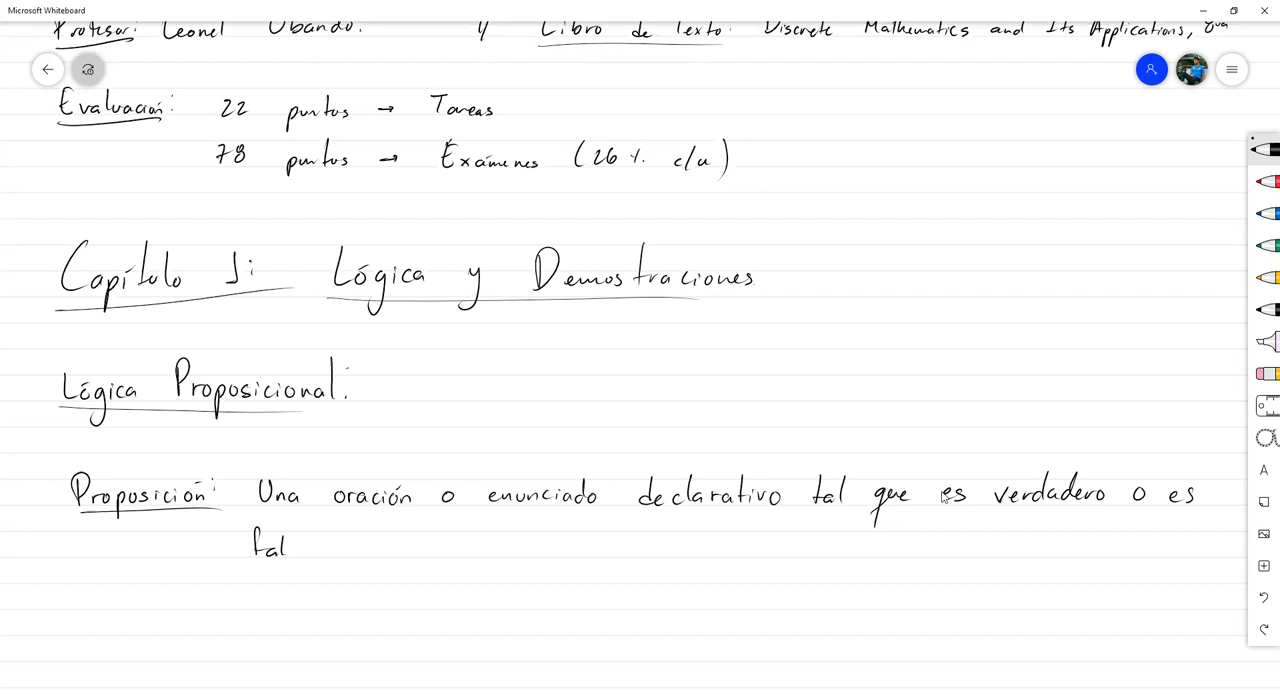 Microsoft Whiteboard
Profesor: Leonel Obando. y Libro de Texto: Discrete Mathematics and Its Applications, 8va
Evaluación: 22 puntos → Tareas
78 puntos → Exámenes (26 % c/u)
Capítulo 1: Lógica y Demostraciones
Lógica Proposicional:
Proposición: Una oración o enunciado declarativo tal que es verdadero o es
fal
A